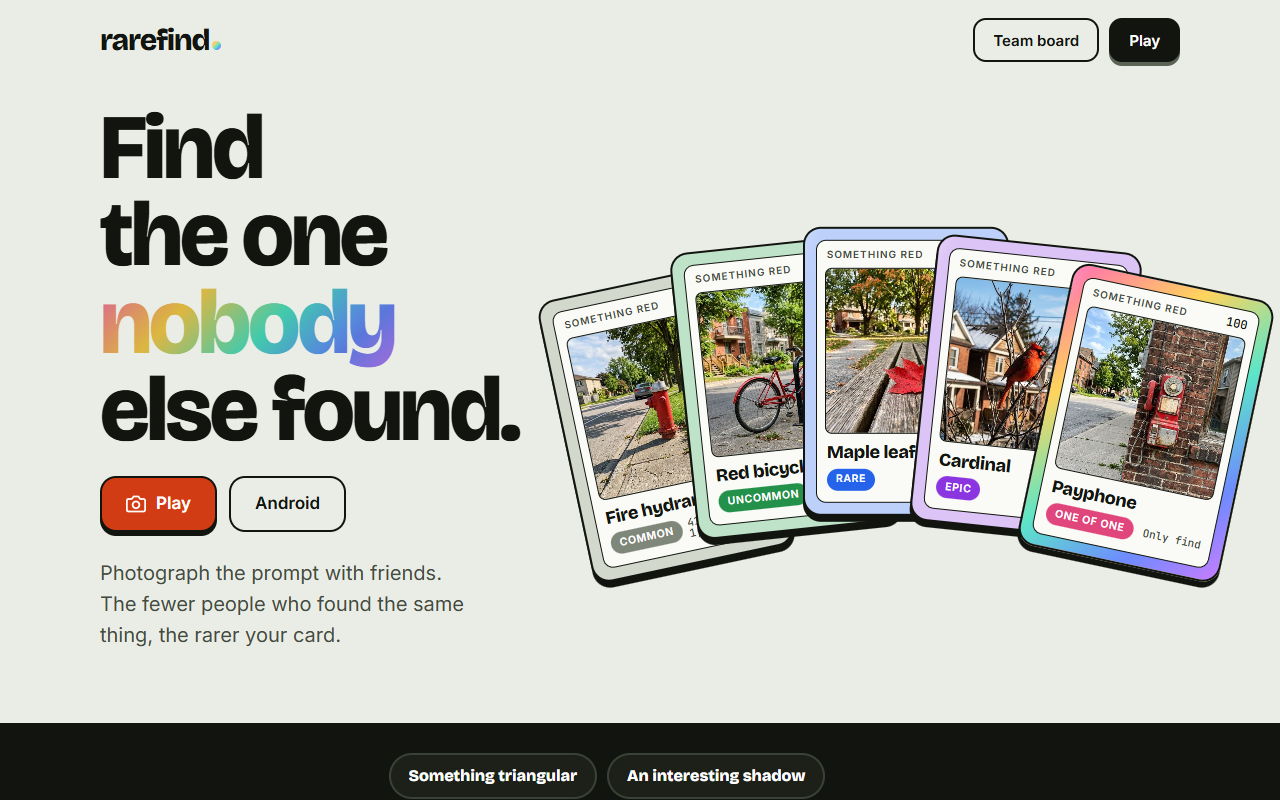 rarefind
Team board
Play
Find
the one
nobody
else found.
Play
Android
Photograph the prompt with friends.
The fewer people who found the same
thing, the rarer your card.
SOMETHING RED
Fire hydra
COMMON
SOMETHING RED
Red bicycl
UNCOMMON
SOMETHING RED
Maple leaf
RARE
SOMETHING RED
Cardinal
EPIC
SOMETHING RED
100
Payphone
ONE OF ONE
Only find
Something triangular
An interesting shadow